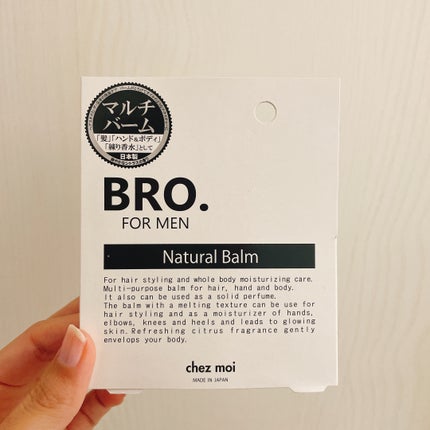 マルチ
バーム
「髪」「ハンド&ボディ」
「練り香水」として
日本製
BRO.
FOR MEN
Natural Balm
For hair styling and whole body moisturizing care.
Multi-purpose balm for hair, hand and body.
It also can be used as a solid perfume.
The balm with a melting texture can be use for
hair styling and as a moisturizer of hands,
elbows, knees and heels and leads to glowing
skin. Refreshing citrus fragrance gently
envelops your body.
chez moi
MADE IN JAPAN